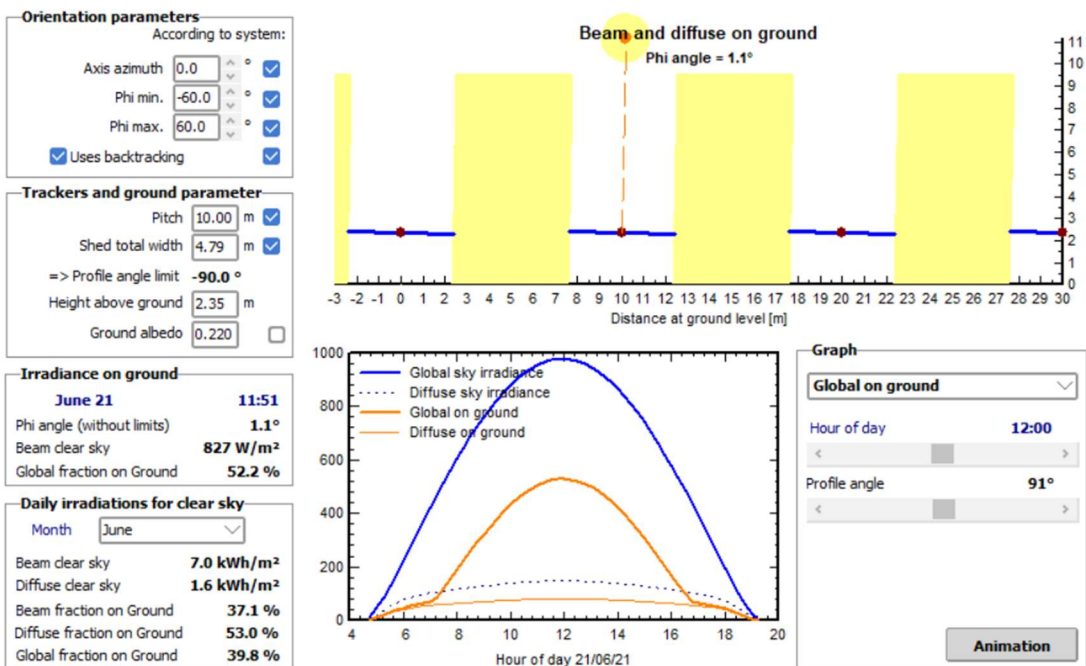 Orientation parameters
According to system:
Axis azimuth 0.0 °
Phi min. -60.0 °
Phi max. 60.0 °
Uses backtracking
Trackers and ground parameter
Pitch 10.00 m
Shed total width 4.79 m
=> Profile angle limit -90.0 °
Height above ground 2.35 m
Ground albedo 0.220
Irradiance on ground
June 21 11:51
Phi angle (without limits) 1.1°
Beam clear sky 827 W/m²
Global fraction on Ground 52.2 %
Daily irradiations for clear sky
Month June
Beam clear sky 7.0 kWh/m²
Diffuse clear sky 1.6 kWh/m²
Beam fraction on Ground 37.1 %
Diffuse fraction on Ground 53.0 %
Global fraction on Ground 39.8 %
Beam and diffuse on ground
Phi angle = 1.1°
11
10
9
8
7
6
5
4
3
2
1
0
-3 -2 -1 0 1 2 3 4 5 6 7 8 9 10 11 12 13 14 15 16 17 18 19 20 21 22 23 24 25 26 27 28 29 30
Distance at ground level [m]
1000
800
600
400
200
0
Global sky irradiance
Diffuse sky irradiance
Global on ground
Diffuse on ground
4 6 8 10 12 14 16 18 20
Hour of day 21/06/21
Graph
Global on ground
Hour of day 12:00
Profile angle 91°
Animation